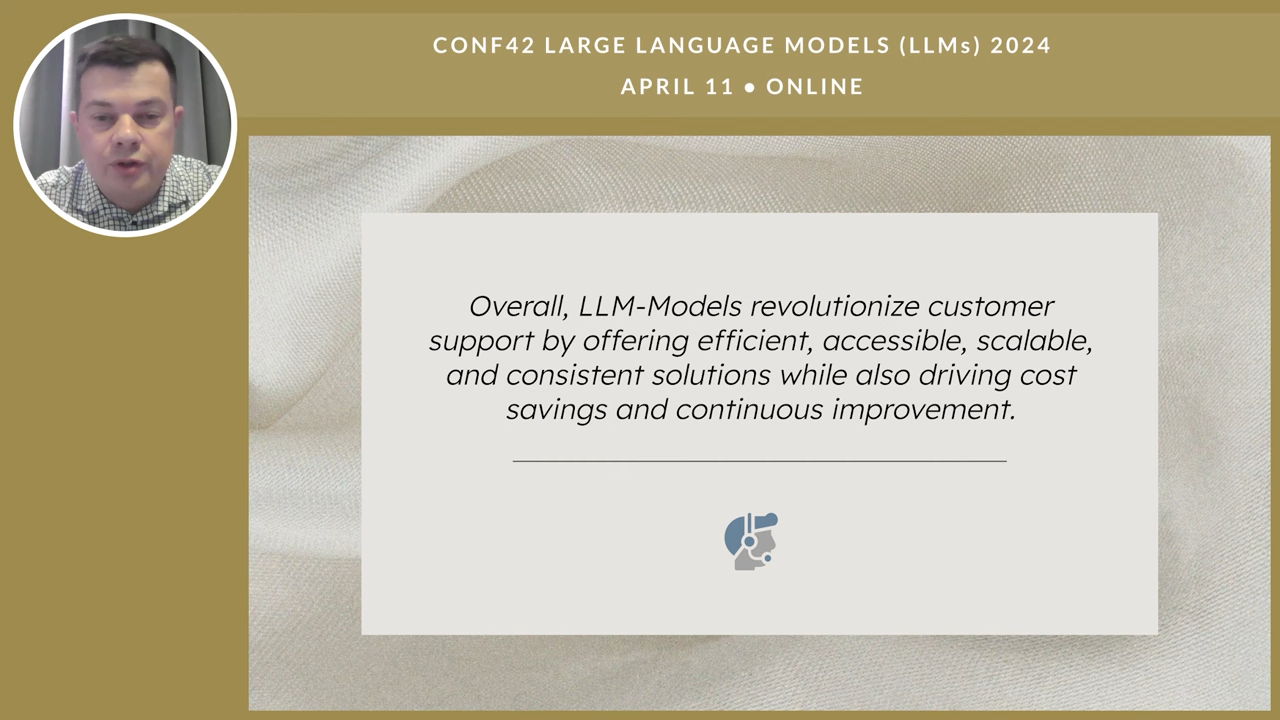 CONF42 LARGE LANGUAGE MODELS (LLMs) 2024
APRIL 11 ● ONLINE
Overall, LLM-Models revolutionize customer
support by offering efficient, accessible, scalable,
and consistent solutions while also driving cost
savings and continuous improvement.